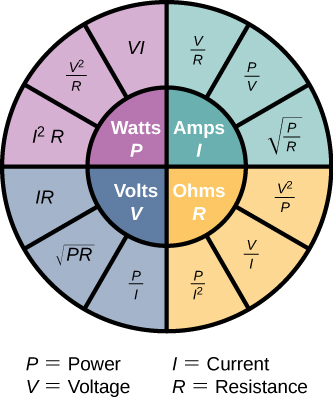 VI
V/R
V²/R
P/V
I² R
√(P/R)
Watts Amps
P I
Volts Ohms
V R
IR
V²/P
√PR
V/I
P/I
P/I²
P = Power I = Current
V = Voltage R = Resistance